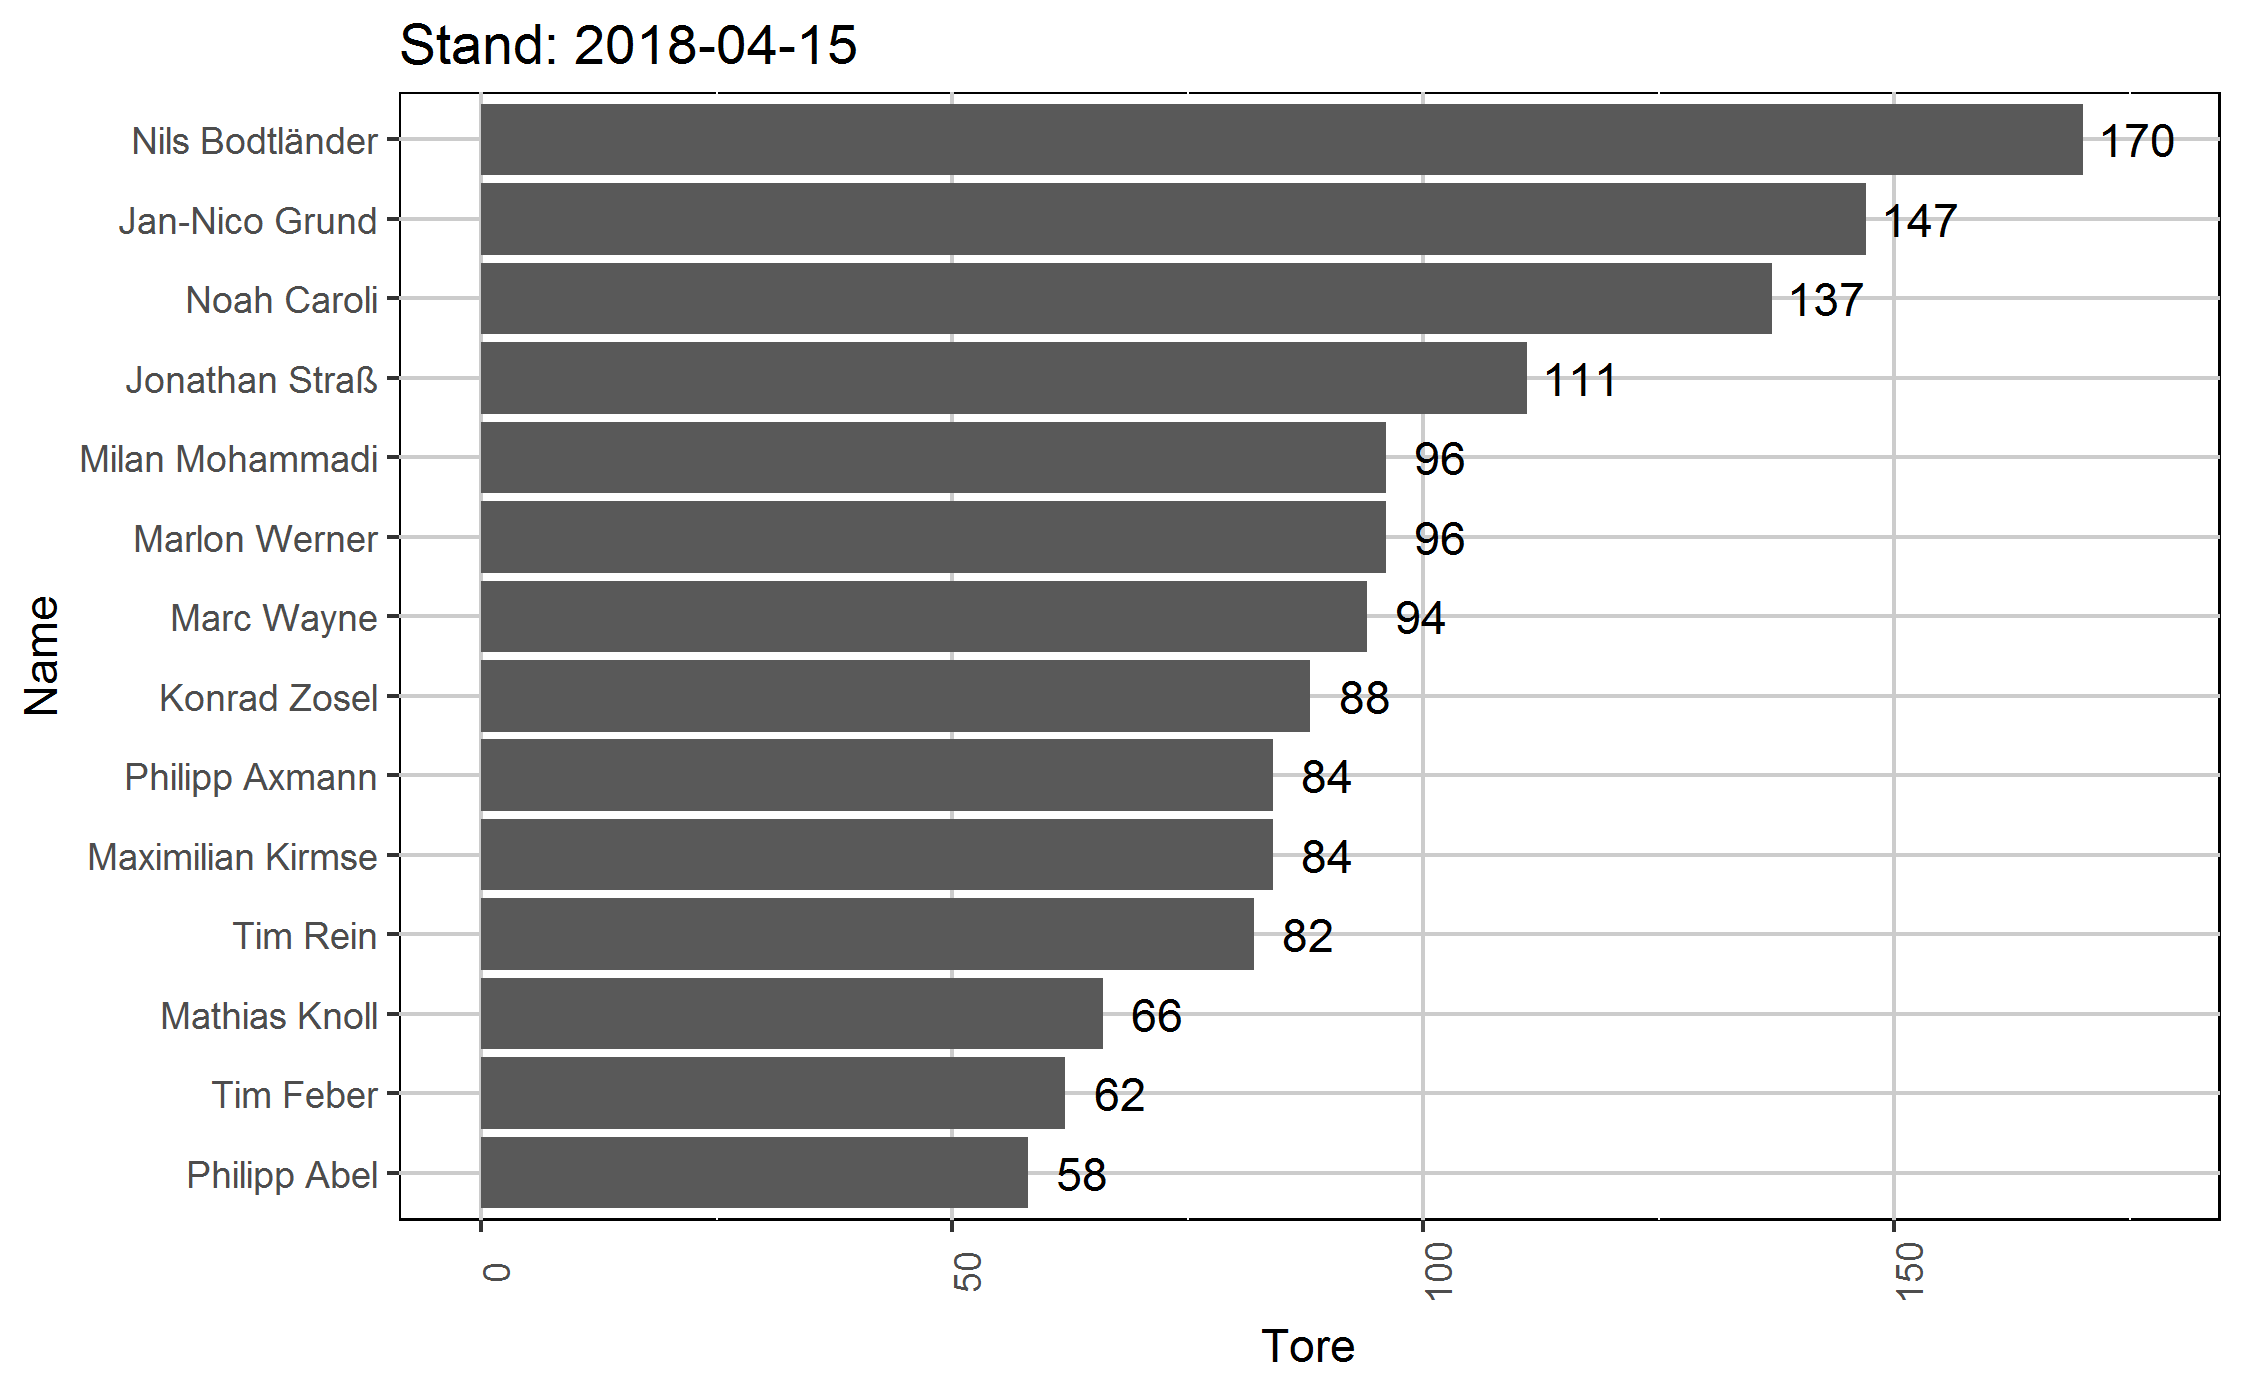 Stand: 2018-04-15
Nils Bodtländer 170
Jan-Nico Grund 147
Noah Caroli 137
Jonathan Straß 111
Milan Mohammadi 96
Marlon Werner 96
Marc Wayne 94
Konrad Zosel 88
Philipp Axmann 84
Maximilian Kirmse 84
Tim Rein 82
Mathias Knoll 66
Tim Feber 62
Philipp Abel 58
Name
0 50 100 150
Tore